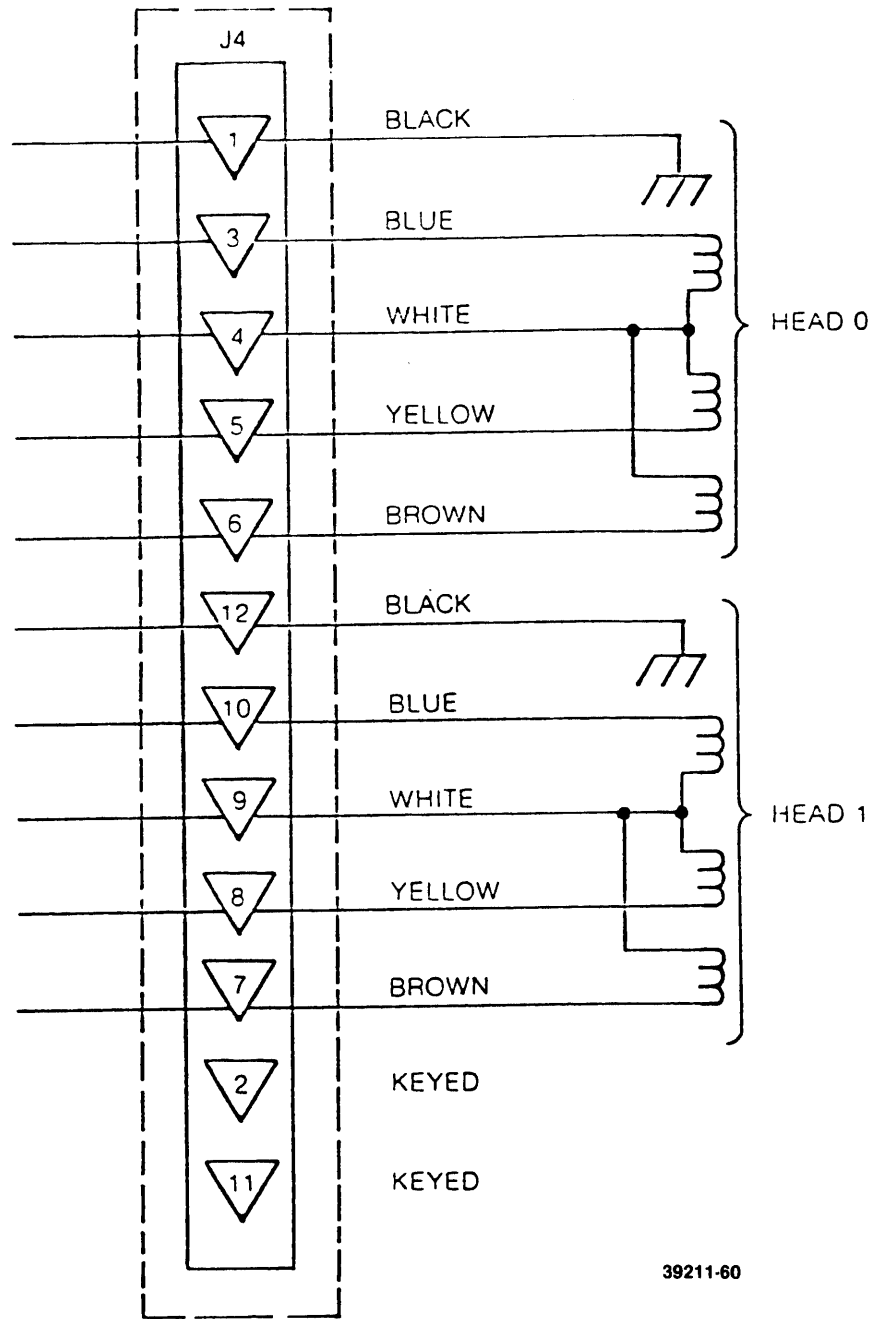 J4
1 BLACK
3 BLUE
4 WHITE
HEAD 0
5 YELLOW
6 BROWN
12 BLACK
10 BLUE
9 WHITE
HEAD 1
8 YELLOW
7 BROWN
2 KEYED
11 KEYED
39211-60